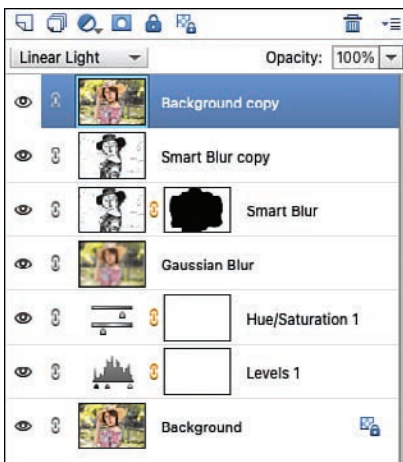 Linear Light Opacity: 100%
Background copy
Smart Blur copy
Smart Blur
Gaussian Blur
Hue/Saturation 1
Levels 1
Background